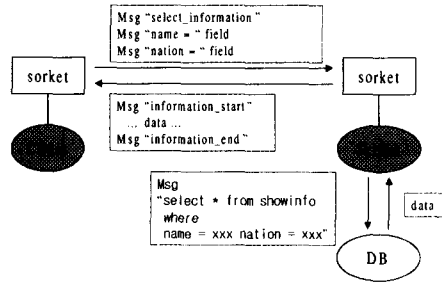 Msg "select_information"
Msg "name = " field
Msg "nation = " field
sorket
sorket
Msg "information_start"
... data ...
Msg "information_end"
Msg
"select * from showinfo
where
name = xxx nation = xxx"
data
DB